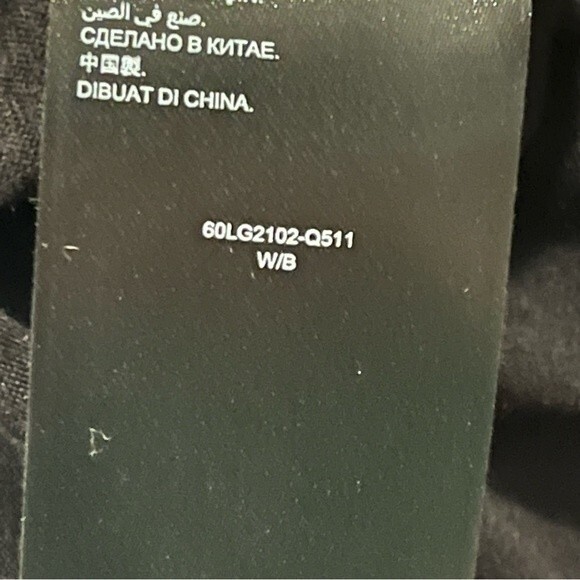 صنع في الصين.
СДЕЛАНО В КИТАЕ.
中国製.
DIBUAT DI CHINA.
60LG2102-Q511
W/B